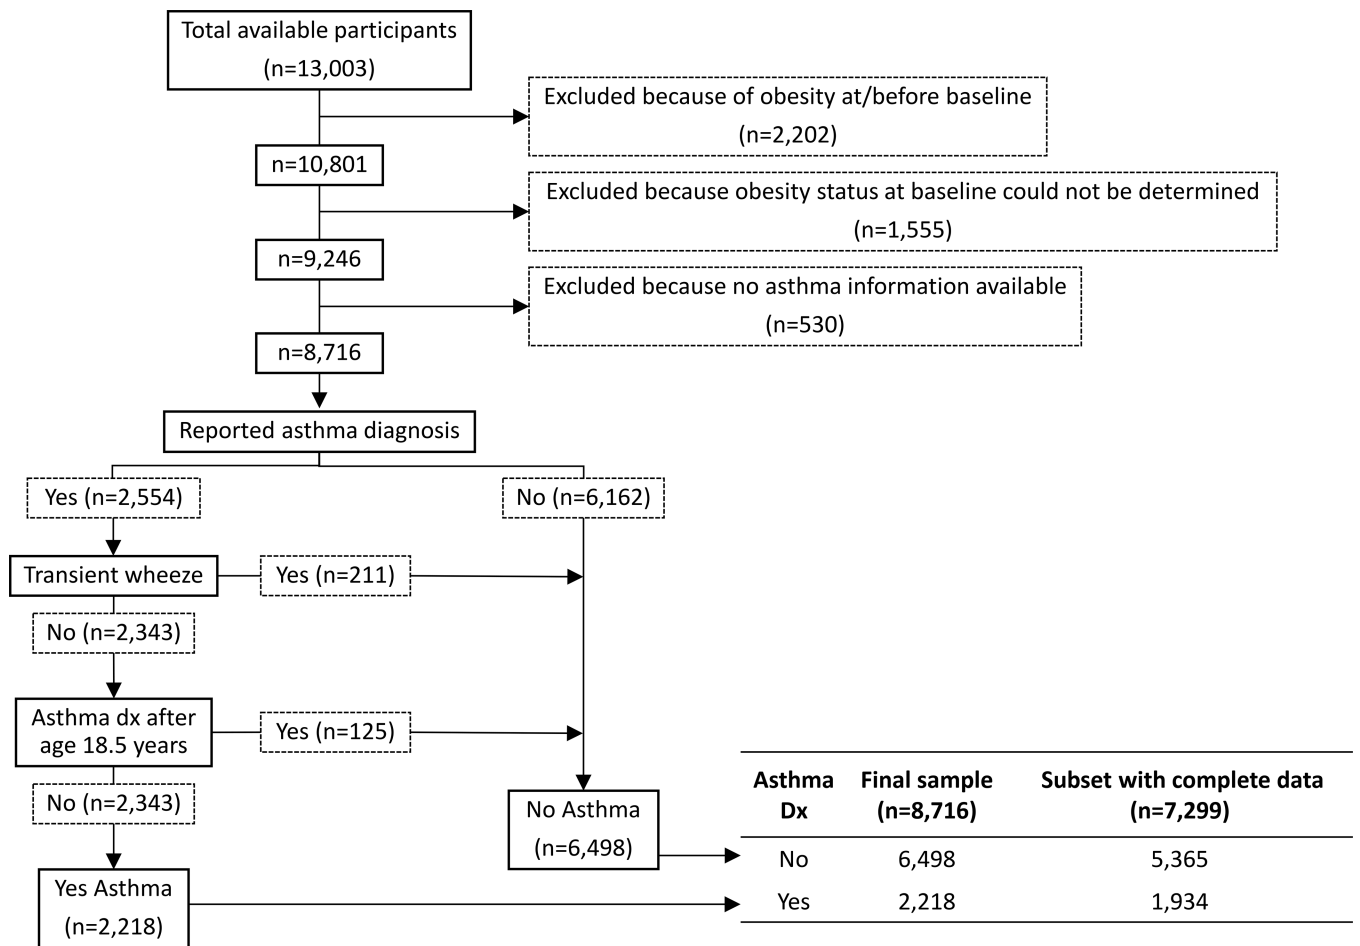 Total available participants
(n=13,003)
Excluded because of obesity at/before baseline
(n=2,202)
n=10,801
Excluded because obesity status at baseline could not be determined
(n=1,555)
n=9,246
Excluded because no asthma information available
(n=530)
n=8,716
Reported asthma diagnosis
Yes (n=2,554)
No (n=6,162)
Transient wheeze
Yes (n=211)
No (n=2,343)
Asthma dx after
age 18.5 years
Yes (n=125)
No (n=2,343)
No Asthma
(n=6,498)
Yes Asthma
(n=2,218)
Asthma Final sample Subset with complete data
Dx (n=8,716) (n=7,299)
No 6,498 5,365
Yes 2,218 1,934